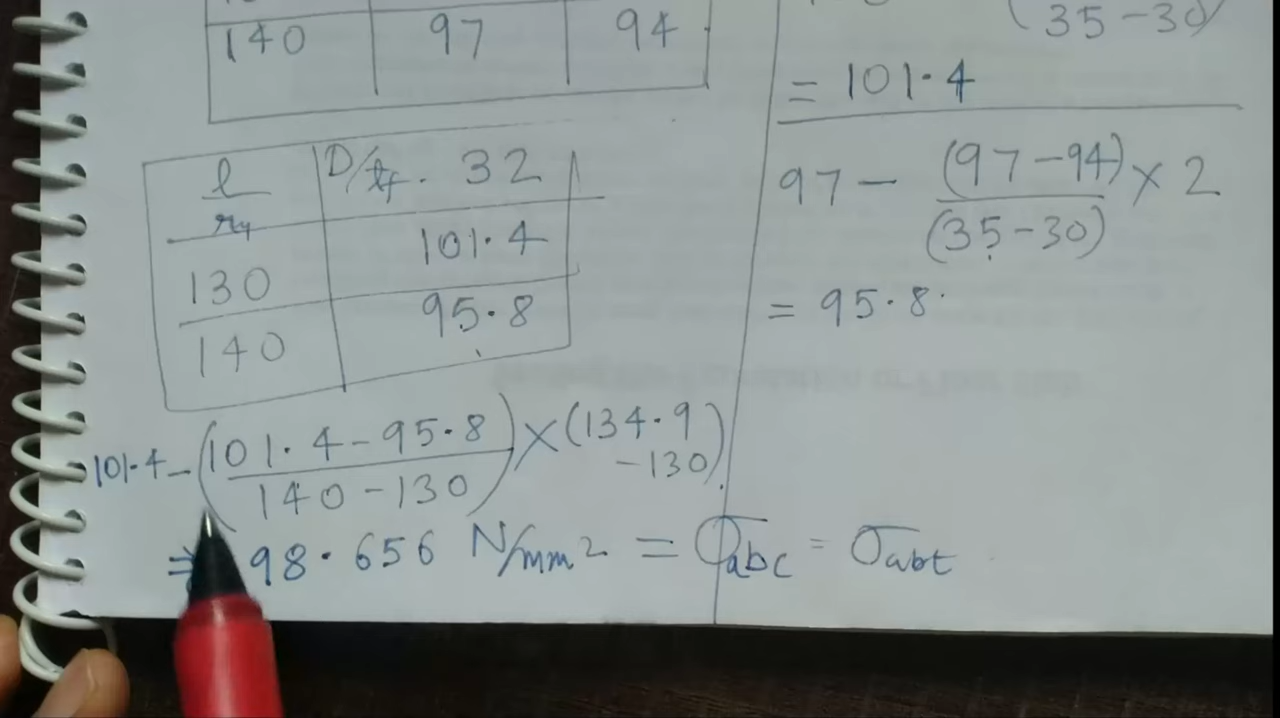 140 97 94
l/ry D/tf. 32
130 101.4
140 95.8
101.4 - (101.4 - 95.8 / 140 - 130) × (134.9 - 130)
⇒ 98.656 N/mm2 = σabc = σabt
(35 - 30)
= 101.4
97 - (97 - 94) / (35 - 30) × 2
= 95.8